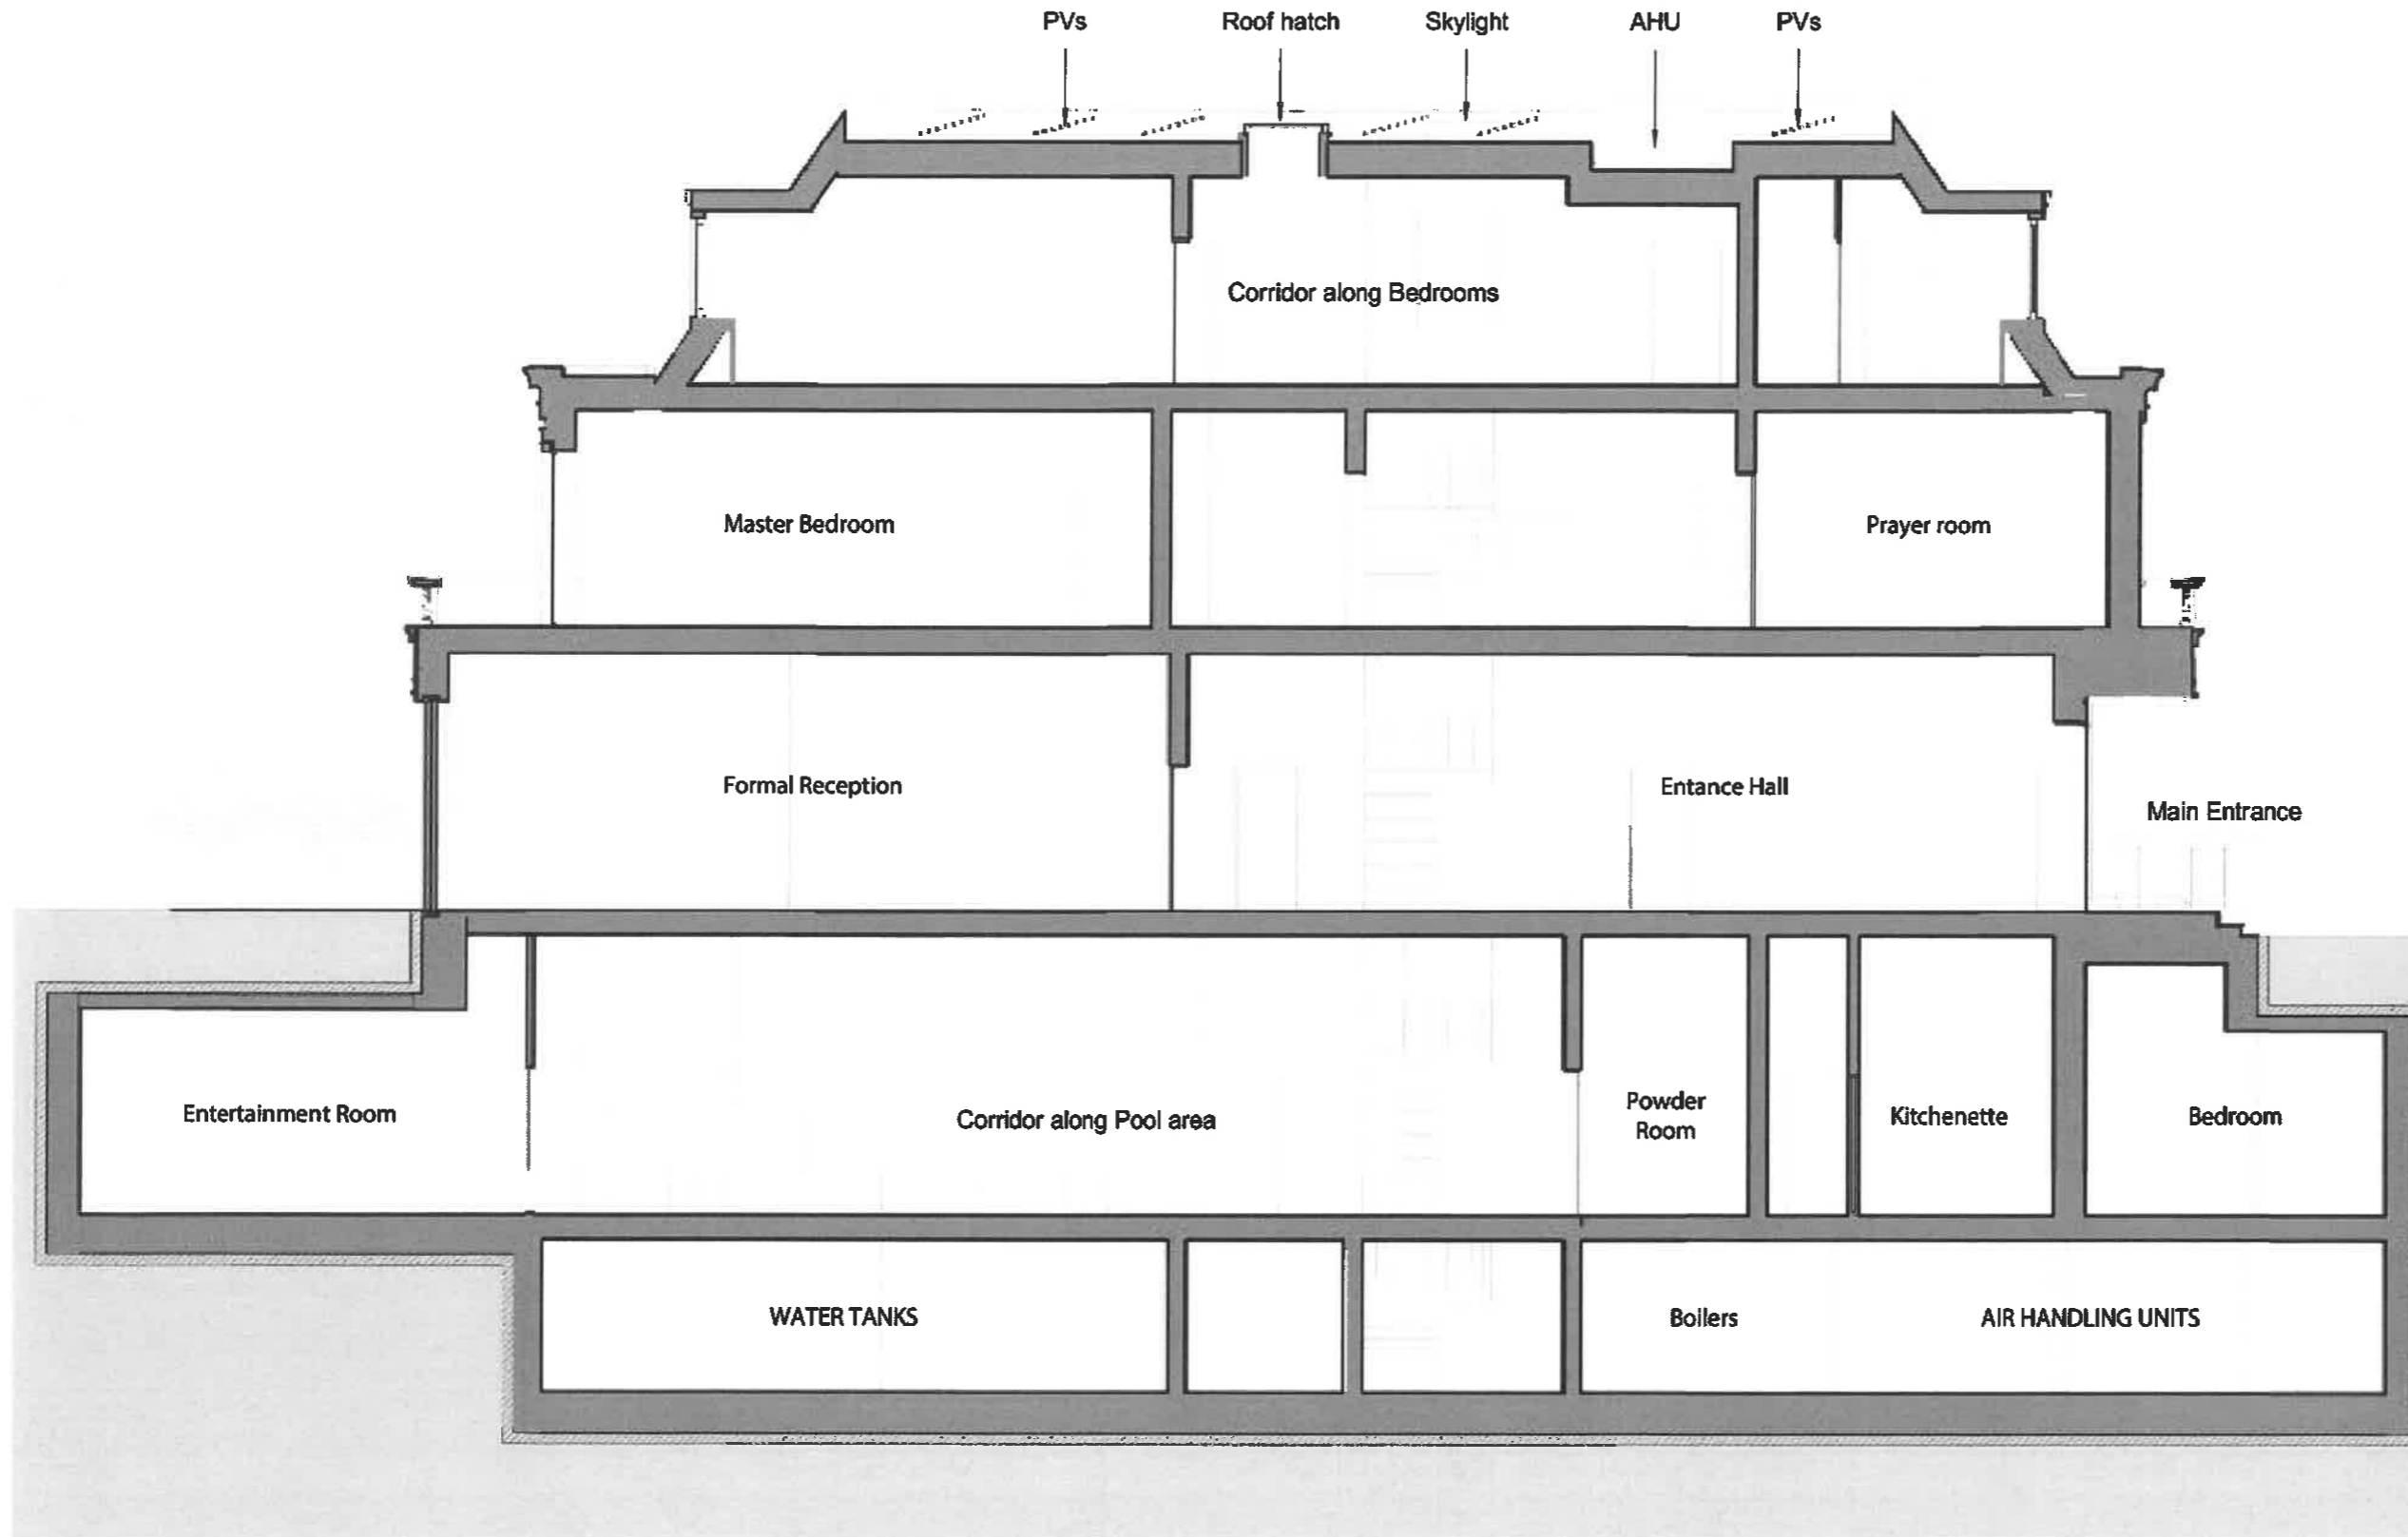 PVs
Roof hatch
Skylight
AHU
PVs
Corridor along Bedrooms
Master Bedroom
Prayer room
Formal Reception
Entance Hall
Main Entrance
Entertainment Room
Corridor along Pool area
Powder
Room
Kitchenette
Bedroom
WATER TANKS
Boilers
AIR HANDLING UNITS